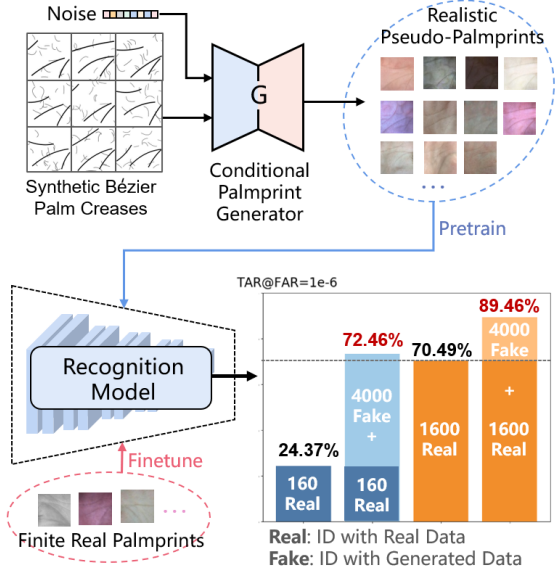 Noise
Realistic
Pseudo-Palmprints
G
Synthetic Bézier
Palm Creases
Conditional
Palmprint
Generator
...
Pretrain
TAR@FAR=1e-6
Recognition
Model
Finetune
...
Finite Real Palmprints
24.37%
160
Real
72.46%
4000
Fake
+
160
Real
70.49%
1600
Real
89.46%
4000
Fake
+
1600
Real
Real: ID with Real Data
Fake: ID with Generated Data